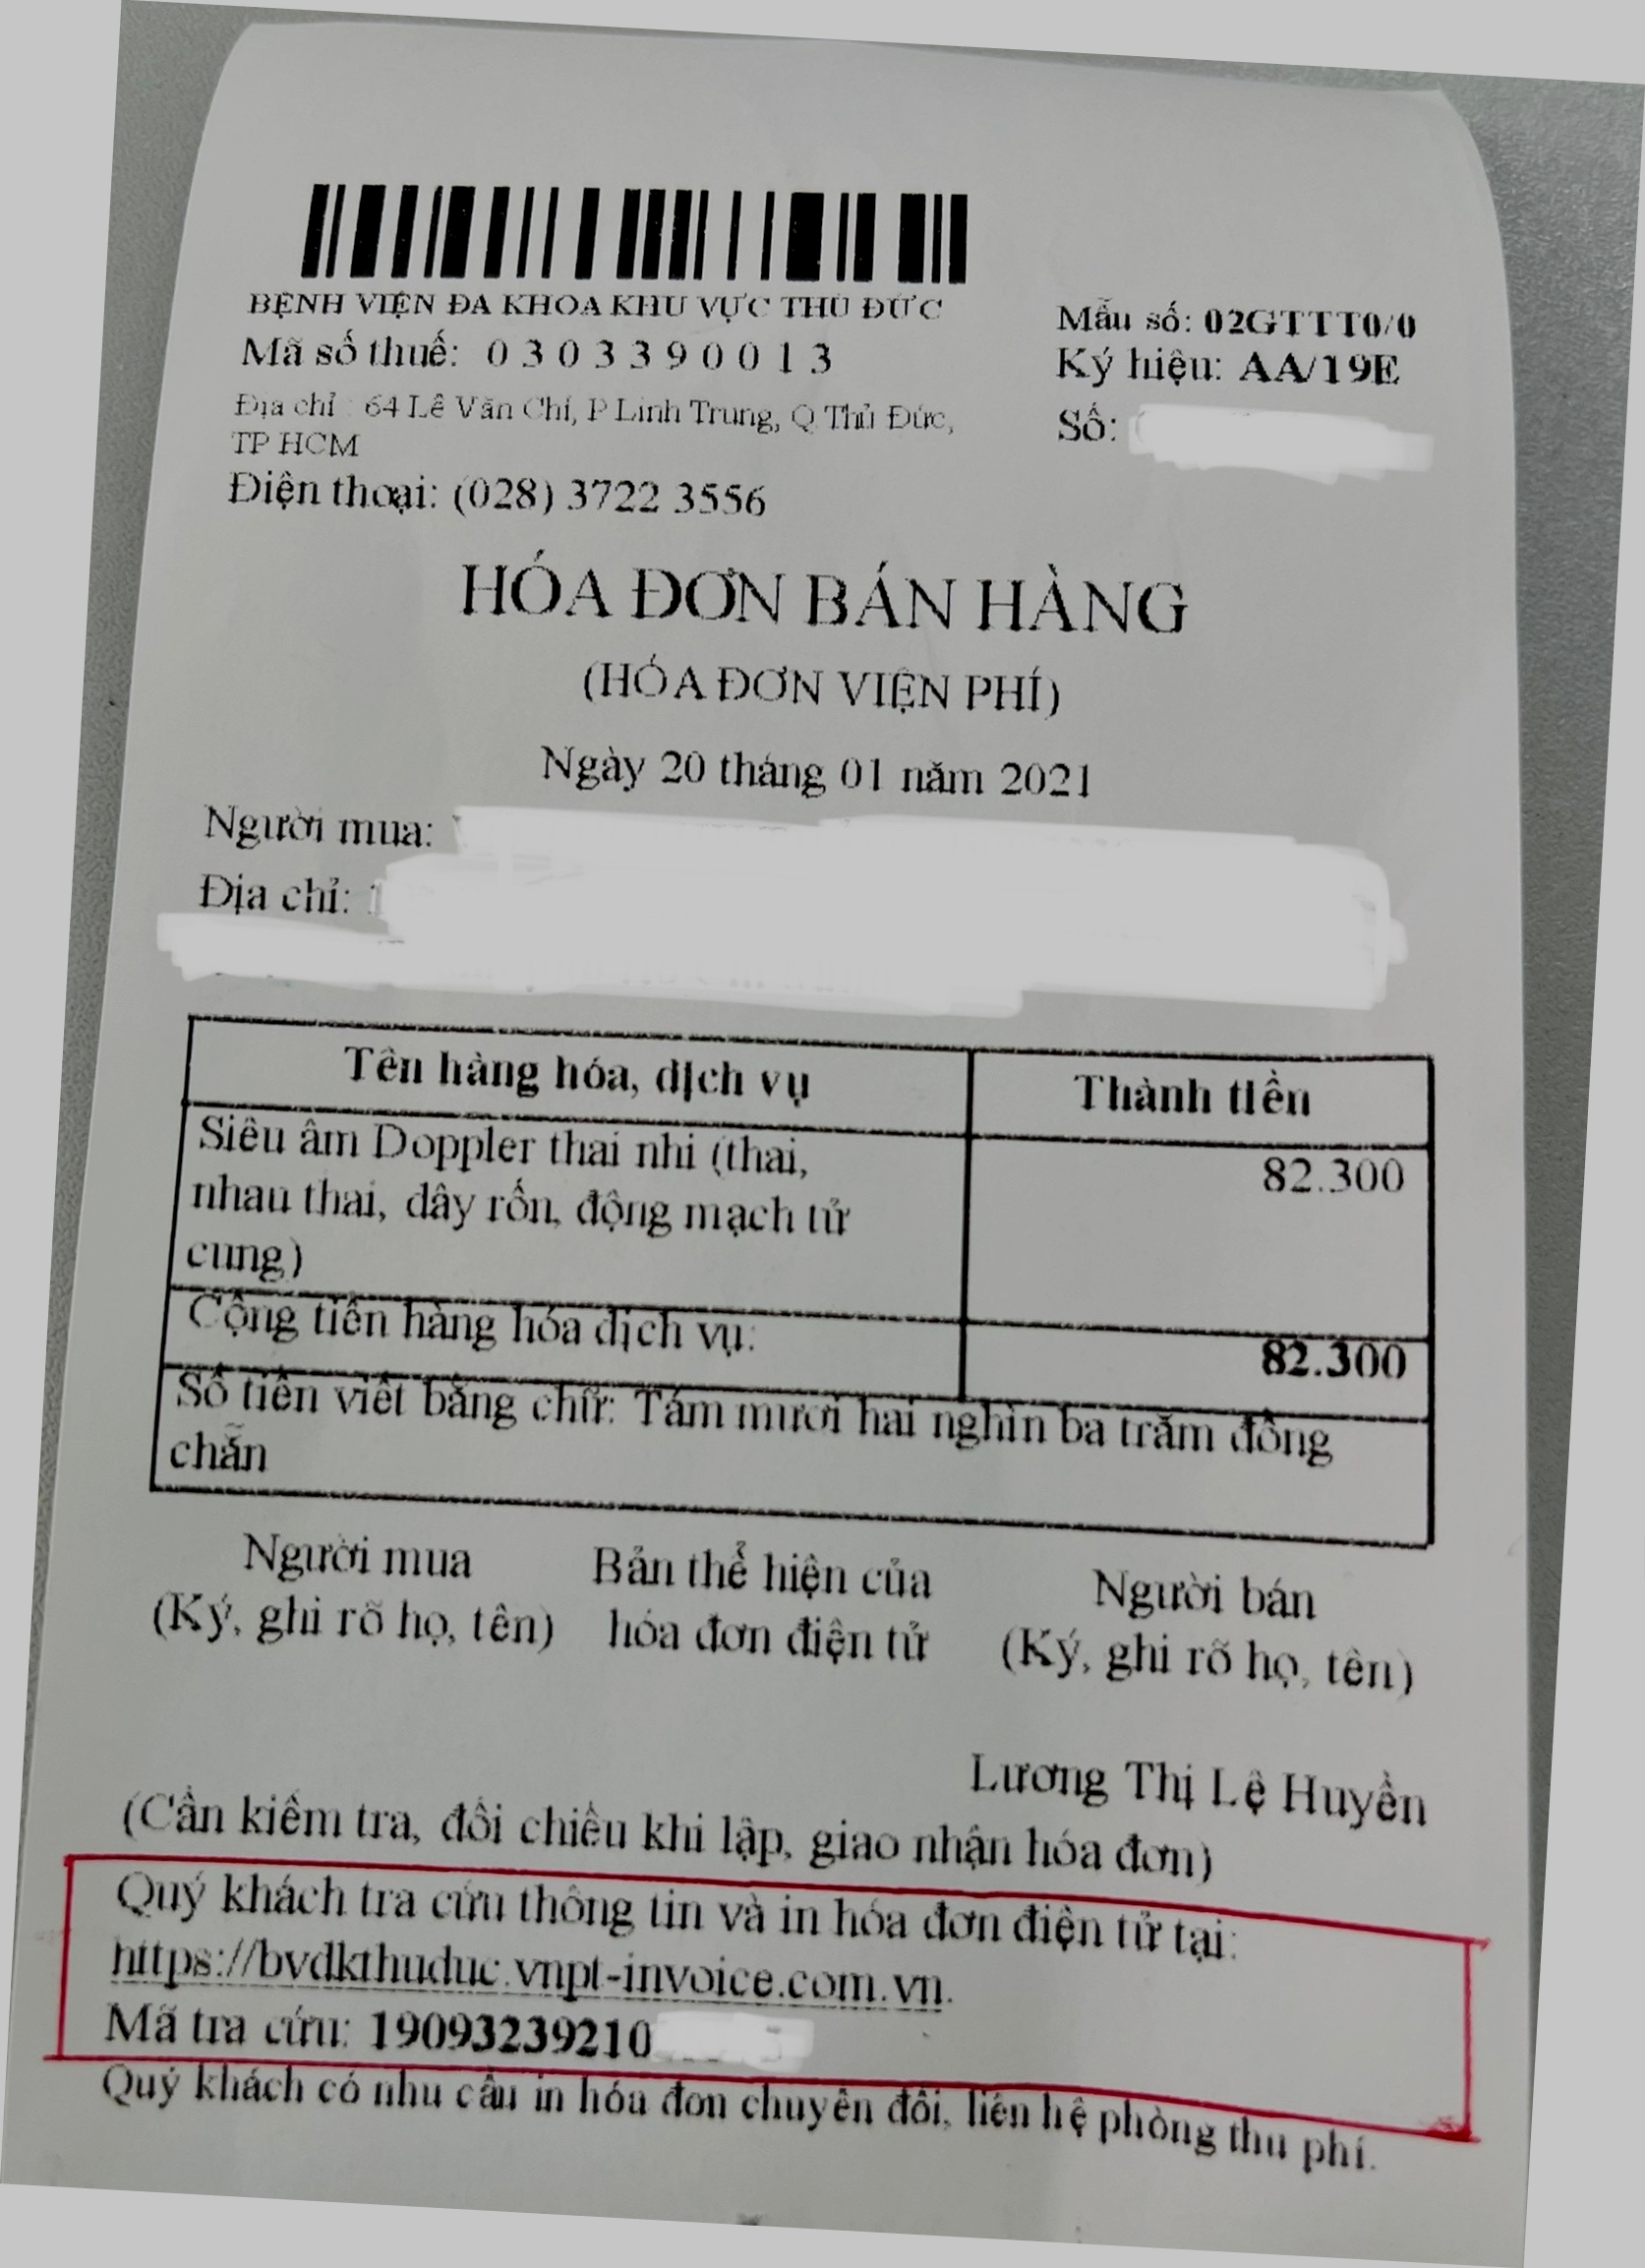 BỆNH VIỆN ĐA KHOA KHU VỰC THỦ ĐỨC
Mã số thuế: 0 3 0 3 3 9 0 0 1 3
Địa chỉ : 64 Lê Văn Chí, P Linh Trung, Q Thủ Đức,
TP HCM
Điện thoại: (028) 3722 3556
Mẫu số: 02GTTT0/0
Ký hiệu: AA/19E
Số:
HÓA ĐƠN BÁN HÀNG
(HÓA ĐƠN VIỆN PHÍ)
Ngày 20 tháng 01 năm 2021
Người mua:
Địa chỉ:
Tên hàng hóa, dịch vụ Thành tiền
Siêu âm Doppler thai nhi (thai, 82.300
nhau thai, dây rốn, động mạch tử
cung)
Cộng tiền hàng hóa dịch vụ: 82.300
Số tiền viết bằng chữ: Tám mươi hai nghìn ba trăm đồng
chẵn
Người mua Bản thể hiện của Người bán
(Ký, ghi rõ họ, tên) hóa đơn điện tử (Ký, ghi rõ họ, tên)
Lương Thị Lệ Huyền
(Cần kiểm tra, đối chiếu khi lập, giao nhận hóa đơn)
Quý khách tra cứu thông tin và in hóa đơn điện tử tại:
https://bvdkthuduc.vnpt-invoice.com.vn.
Mã tra cứu: 19093239210
Quý khách có nhu cầu in hóa đơn chuyển đổi, liên hệ phòng thu phí.